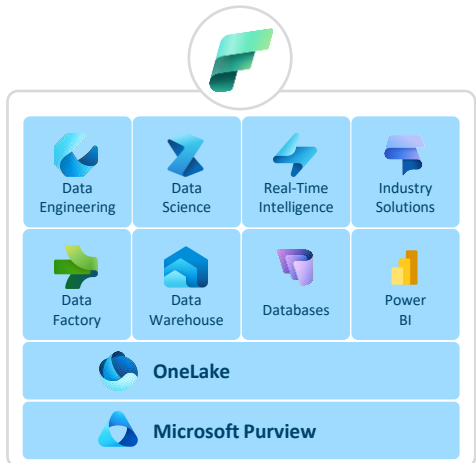 Data
Engineering
Data
Science
Real-Time
Intelligence
Industry
Solutions
Data
Factory
Data
Warehouse
Databases
Power
BI
OneLake
Microsoft Purview